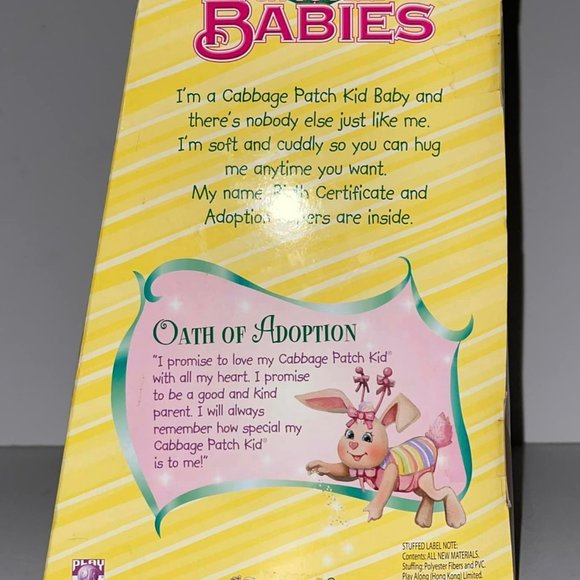 BABIES
I'm a Cabbage Patch Kid Baby and
there's nobody else just like me.
I'm soft and cuddly so you can hug
me anytime you want.
My name, Birth Certificate and
Adoption Papers are inside.
OATH OF ADOPTION
"I promise to love my Cabbage Patch Kid®
with all my heart. I promise
to be a good and kind
parent. I will always
remember how special my
Cabbage Patch Kid®
is to me!"
STUFFED LABEL NOTE:
Contents: ALL NEW MATERIALS.
Stuffing: Polyester Fibers and PVC.
Play Along (Hong Kong) Limited.
PLAY